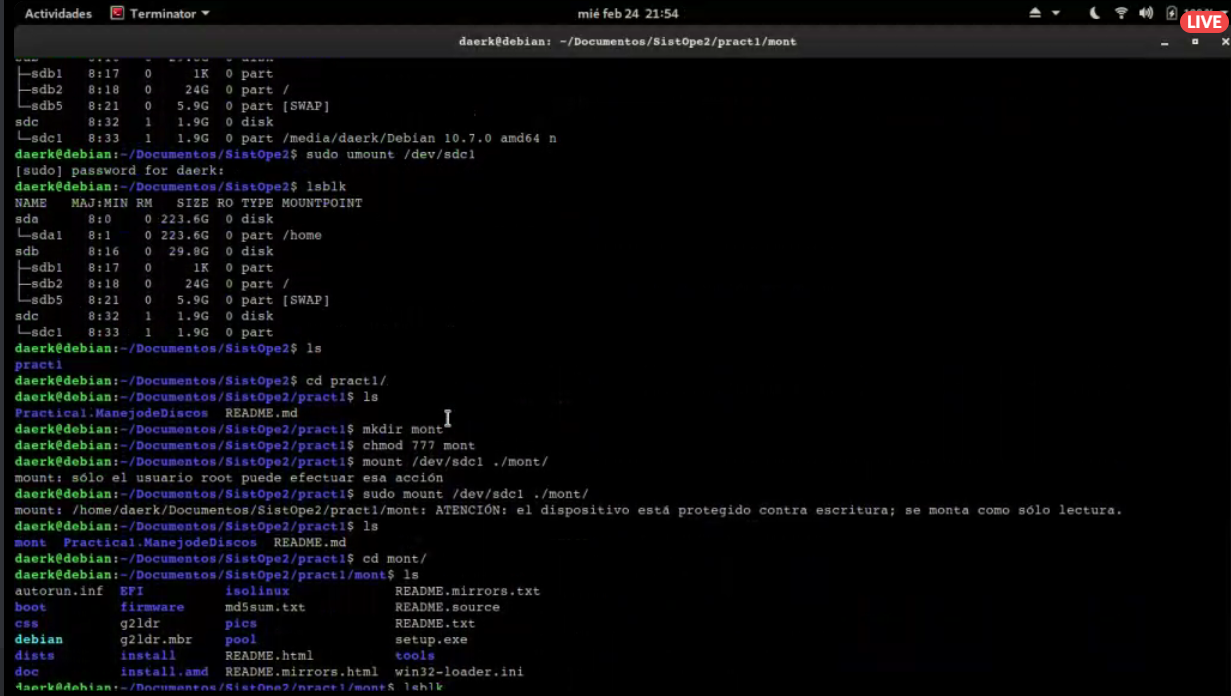 Actividades Terminator mié feb 24 21:54
LIVE
daerk@debian: ~/Documentos/SistOpe2/pract1/mont
├─sdb1 8:17 0 1K 0 part
├─sdb2 8:18 0 24G 0 part /
└─sdb5 8:21 0 5.9G 0 part [SWAP]
sdc 8:32 1 1.9G 0 disk
└─sdc1 8:33 1 1.9G 0 part /media/daerk/Debian 10.7.0 amd64 n
daerk@debian:~/Documentos/SistOpe2$ sudo umount /dev/sdc1
[sudo] password for daerk:
daerk@debian:~/Documentos/SistOpe2$ lsblk
NAME MAJ:MIN RM SIZE RO TYPE MOUNTPOINT
sda 8:0 0 223.6G 0 disk
└─sda1 8:1 0 223.6G 0 part /home
sdb 8:16 0 29.8G 0 disk
├─sdb1 8:17 0 1K 0 part
├─sdb2 8:18 0 24G 0 part /
└─sdb5 8:21 0 5.9G 0 part [SWAP]
sdc 8:32 1 1.9G 0 disk
└─sdc1 8:33 1 1.9G 0 part
daerk@debian:~/Documentos/SistOpe2$ ls
pract1
daerk@debian:~/Documentos/SistOpe2$ cd pract1/
daerk@debian:~/Documentos/SistOpe2/pract1$ ls
Practica1.ManejodeDiscos README.md
daerk@debian:~/Documentos/SistOpe2/pract1$ mkdir mont
daerk@debian:~/Documentos/SistOpe2/pract1$ chmod 777 mont
daerk@debian:~/Documentos/SistOpe2/pract1$ mount /dev/sdc1 ./mont/
mount: sólo el usuario root puede efectuar esa acción
daerk@debian:~/Documentos/SistOpe2/pract1$ sudo mount /dev/sdc1 ./mont/
mount: /home/daerk/Documentos/SistOpe2/pract1/mont: ATENCIÓN: el dispositivo está protegido contra escritura; se monta como sólo lectura.
daerk@debian:~/Documentos/SistOpe2/pract1$ ls
mont Practica1.ManejodeDiscos README.md
daerk@debian:~/Documentos/SistOpe2/pract1$ cd mont/
daerk@debian:~/Documentos/SistOpe2/pract1/mont$ ls
autorun.inf EFI isolinux README.mirrors.txt
boot firmware md5sum.txt README.source
css g2ldr pics README.txt
debian g2ldr.mbr pool setup.exe
dists install README.html tools
doc install.amd README.mirrors.html win32-loader.ini
daerk@debian:~/Documentos/SistOpe2/pract1/mont$ lsblk